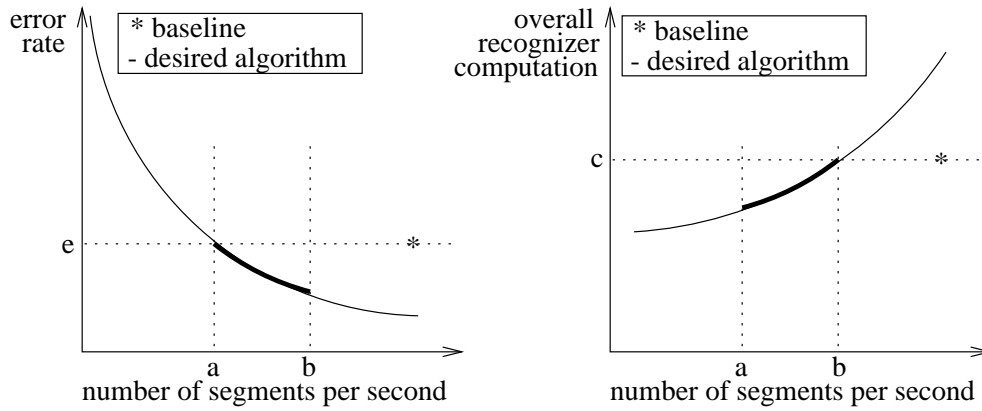 error
rate
* baseline
- desired algorithm
e
*
a
b
number of segments per second
overall
recognizer
computation
* baseline
- desired algorithm
c
*
a
b
number of segments per second